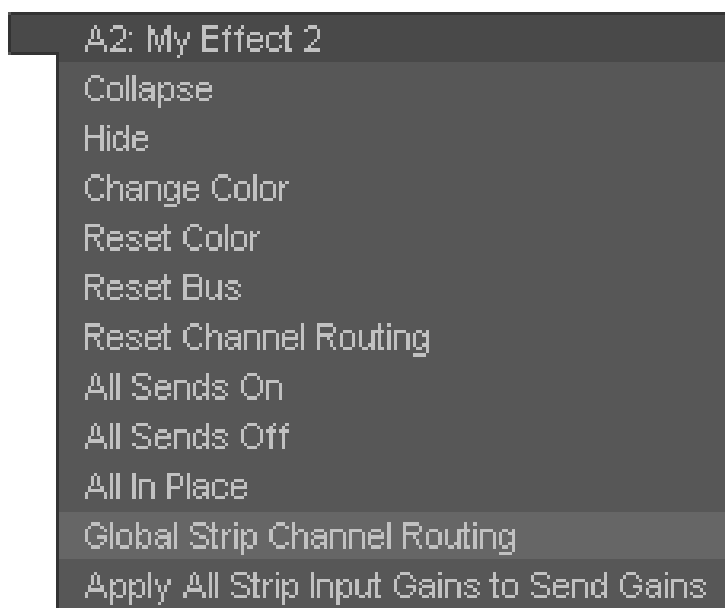 A2: My Effect 2
Collapse
Hide
Change Color
Reset Color
Reset Bus
Reset Channel Routing
All Sends On
All Sends Off
All In Place
Global Strip Channel Routing
Apply All Strip Input Gains to Send Gains